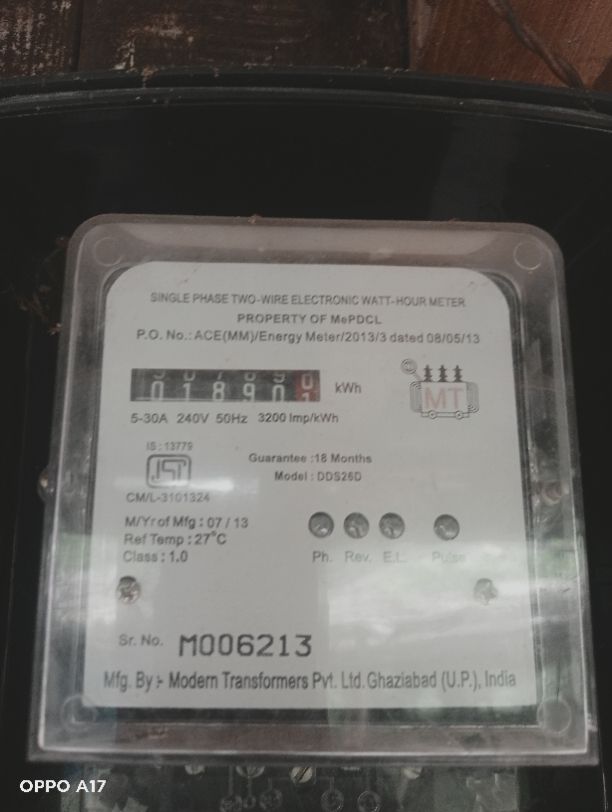 SINGLE PHASE TWO-WIRE ELECTRONIC WATT-HOUR METER
PROPERTY OF MePDCL
P.O. No.: ACE(MM)/Energy Meter/2013/3 dated 08/05/13
01890 kWh
MT
5-30A 240V 50Hz 3200 Imp/kWh
IS : 13779
Guarantee :18 Months
Model : DDS26D
CM/L-3101324
M/Yr of Mfg : 07 / 13
Ref Temp : 27°C
Class : 1.0
Ph. Rev. E.L. Pulse
Sr. No. M006213
Mfg. By :- Modern Transformers Pvt. Ltd. Ghaziabad (U.P.), India
OPPO A17